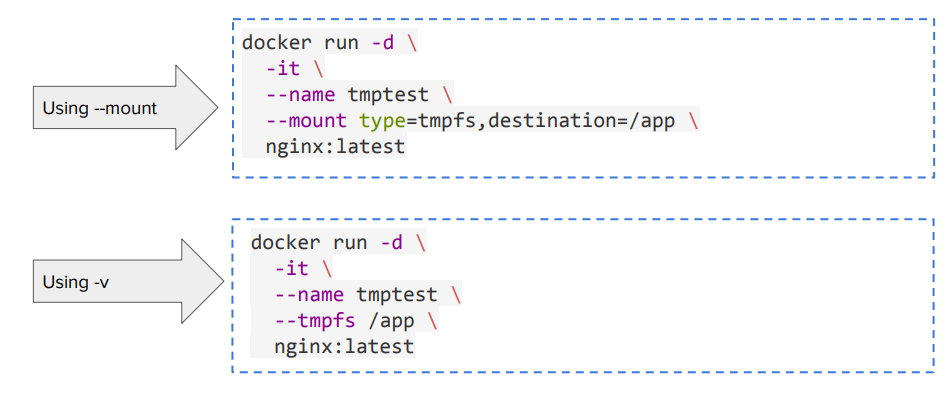 Using --mount
docker run -d \
-it \
--name tmptest \
--mount type=tmpfs,destination=/app \
nginx:latest
Using -v
docker run -d \
-it \
--name tmptest \
--tmpfs /app \
nginx:latest